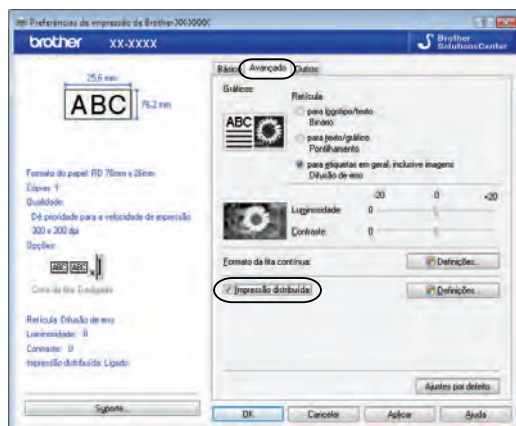 Preferências de impressão de Brother XX-XXXX
brother XX-XXXX
Brother
SolutionsCenter
25,6 mm
ABC
76,2 mm
Formato do papel: RD 76mm x 26mm
Cópias: 1
Qualidade:
Dê prioridade para a velocidade de impressão
300 x 300 dpi
Opções:
ABC ABC
Corte da fita: Desligado
Retícula: Difusão de erro
Luminosidade: 0
Contraste: 0
Impressão distribuída: Ligado
Suporte...
Básico Avançado Outros
Gráficos:
ABC
Retícula
para logotipo/texto
Binário
para texto/gráfico
Pontilhamento
para etiquetas em geral, inclusive imagens
Difusão de erro
-20 0 +20
Luminosidade 0
Contraste 0
Formato da fita contínua: Definições...
Impressão distribuída: Definições...
Ajustes por defeito
OK Cancelar Aplicar Ajuda